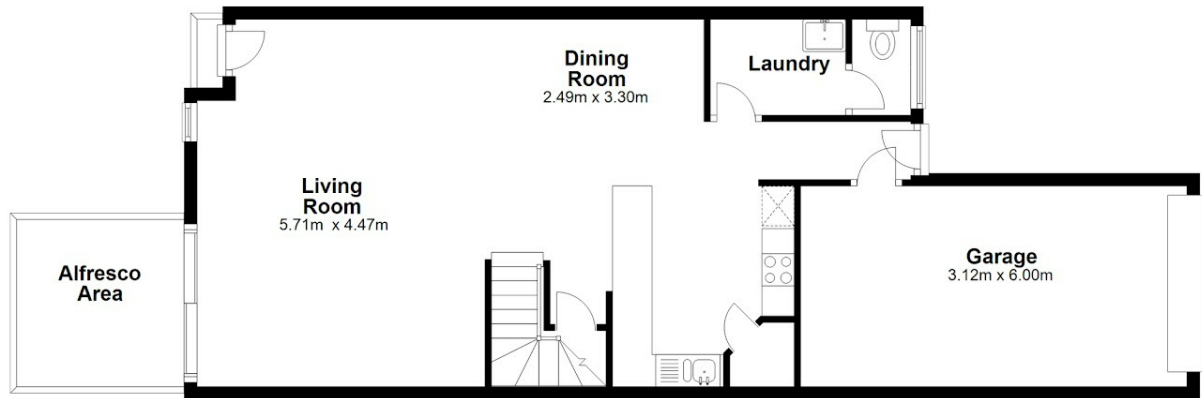 Dining
Room
2.49m x 3.30m
Laundry
Living
Room
5.71m x 4.47m
Alfresco
Area
Garage
3.12m x 6.00m